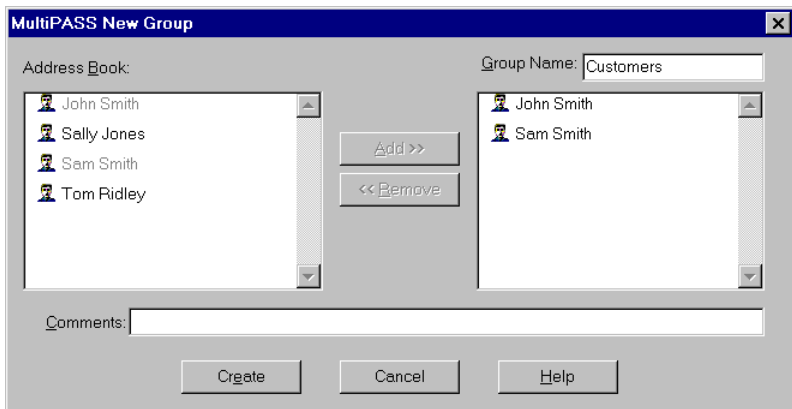 MultiPASS New Group
Address Book:
Group Name: Customers
John Smith
Sally Jones
Sam Smith
Tom Ridley
Add >>
<< Remove
John Smith
Sam Smith
Comments:
Create Cancel Help